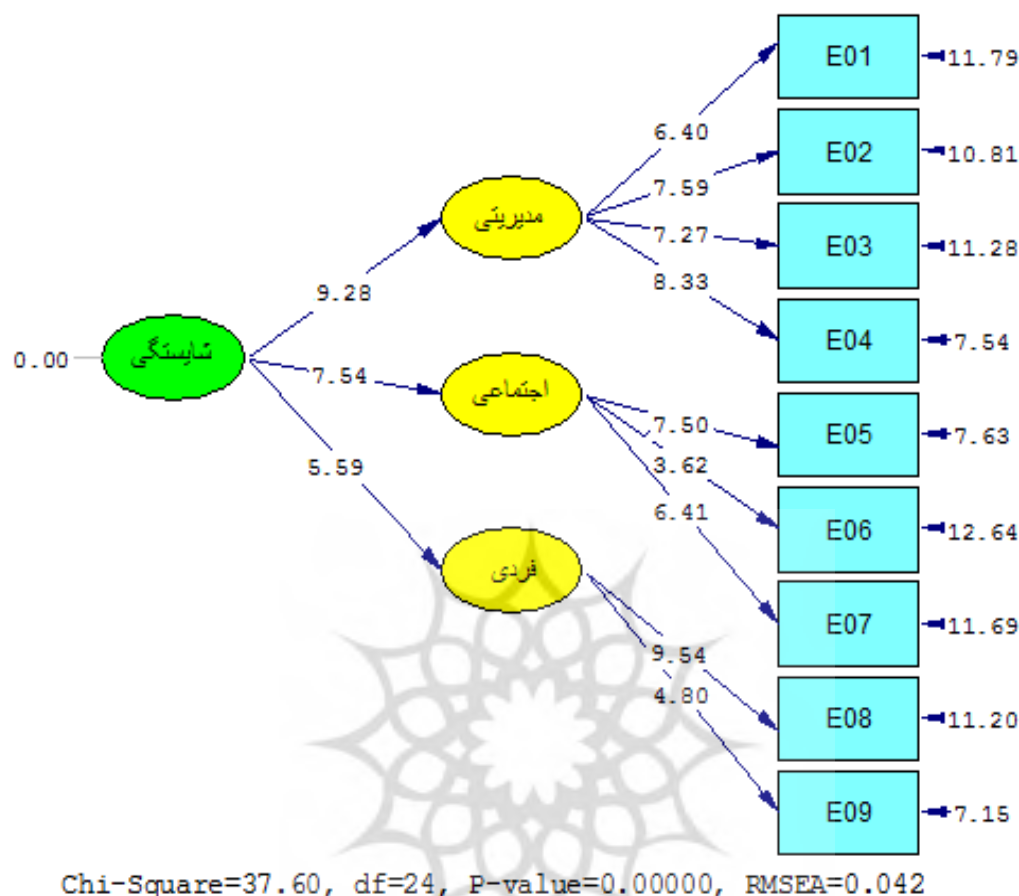 E01
11.79
6.40
E02
10.81
مدیریتی
7.59
7.27
E03
11.28
8.33
9.28
E04
7.54
0.00
شایستگی
7.54
اجتماعی
7.50
E05
7.63
3.62
5.59
6.41
E06
12.64
فردی
E07
11.69
9.54
4.80
E08
11.20
E09
7.15
Chi-Square=37.60, df=24, P-value=0.00000, RMSEA=0.042